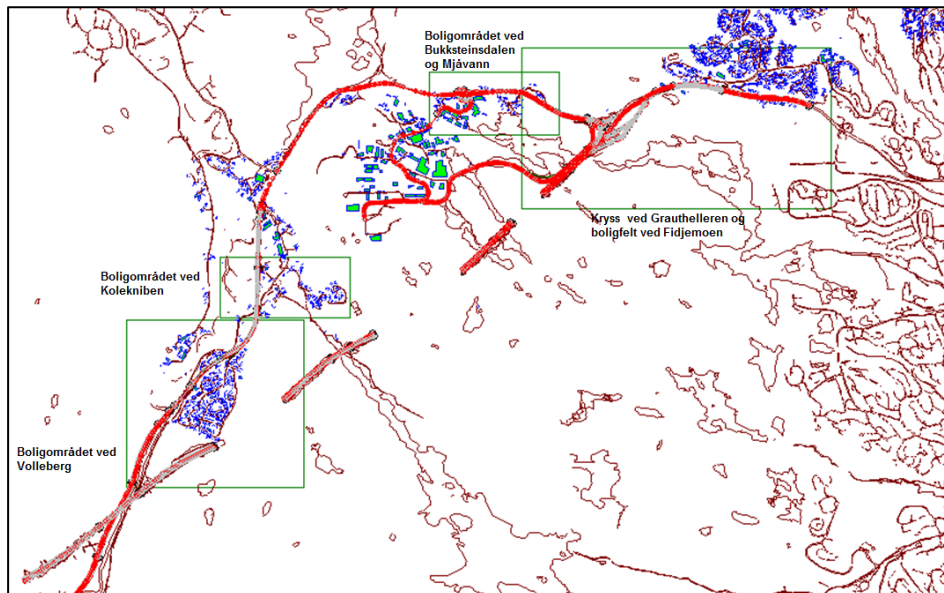 Boligområdet ved
Bukksteinsdalen
og Mjåvann
Kryss ved Grauthelleren og
boligfelt ved Fidjemoen
Boligområdet ved
Kolekniben
Boligområdet ved
Volleberg